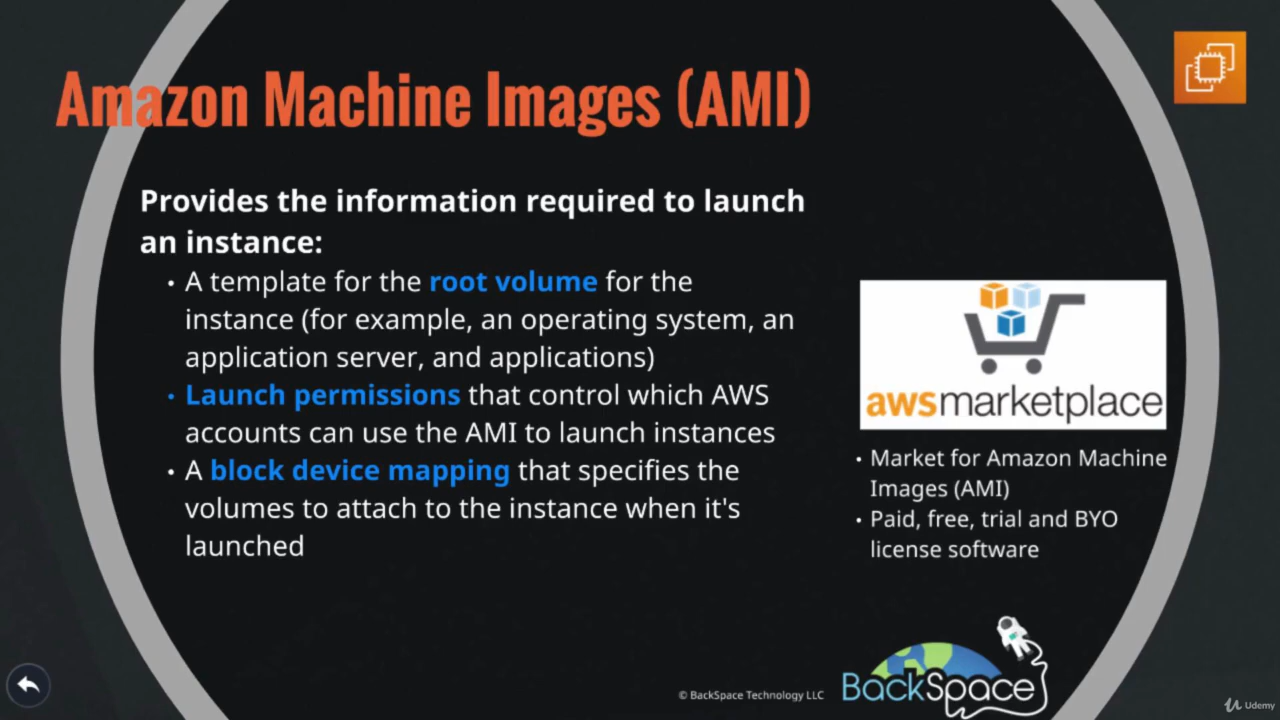 Amazon Machine Images (AMI)
Provides the information required to launch
an instance:
• A template for the root volume for the
instance (for example, an operating system, an
application server, and applications)
• Launch permissions that control which AWS
accounts can use the AMI to launch instances
• A block device mapping that specifies the
volumes to attach to the instance when it's
launched
awsmarketplace
• Market for Amazon Machine
Images (AMI)
• Paid, free, trial and BYO
license software
© BackSpace Technology LLC
BackSpace
Udemy